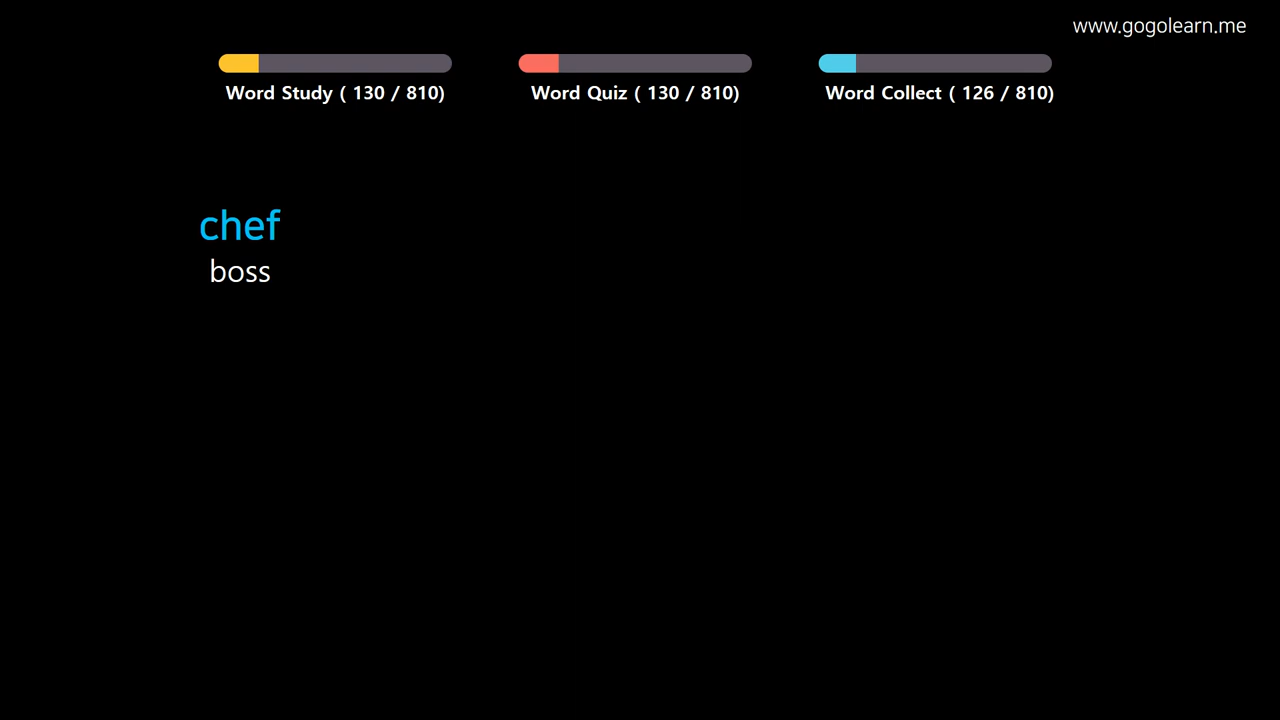 www.gogolearn.me
Word Study ( 130 / 810)
Word Quiz ( 130 / 810)
Word Collect ( 126 / 810)
chef
boss